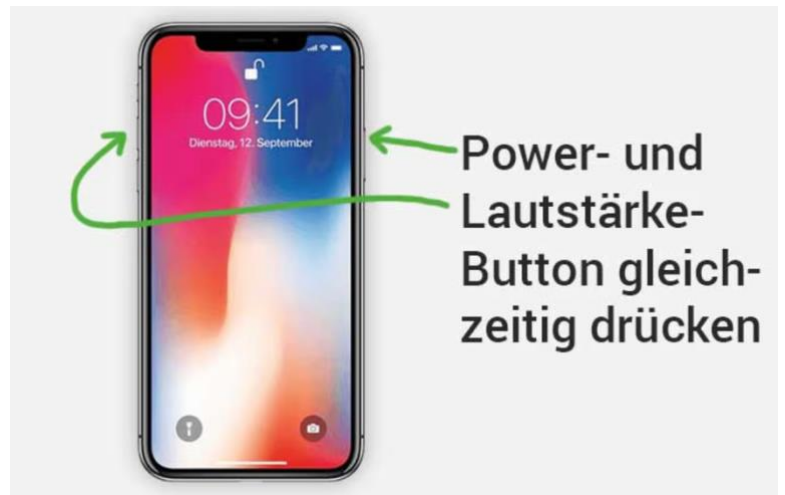 09:41
Dienstag, 12. September
Power- und
Lautstärke-
Button gleich-
zeitig drücken